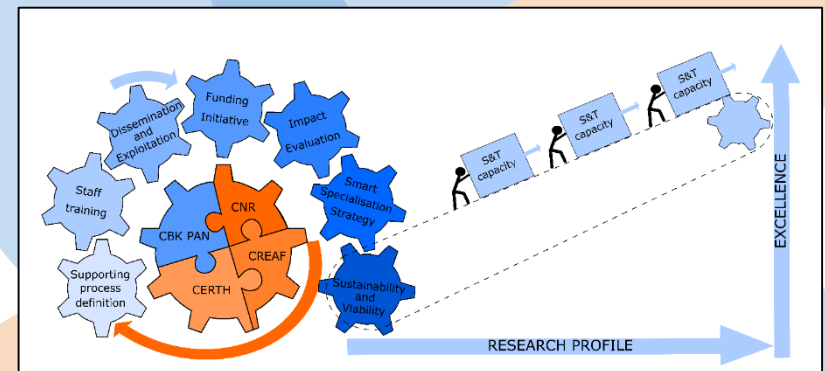 Funding
Initiative
Dissemination
and
Exploitation
Impact
Evaluation
Staff
training
Smart
Specialisation
Strategy
Supporting
process
definition
Sustainability
and
Viability
CBK PAN
CNR
CERTH
CREAF
S&T
capacity
S&T
capacity
S&T
capacity
RESEARCH PROFILE
EXCELLENCE